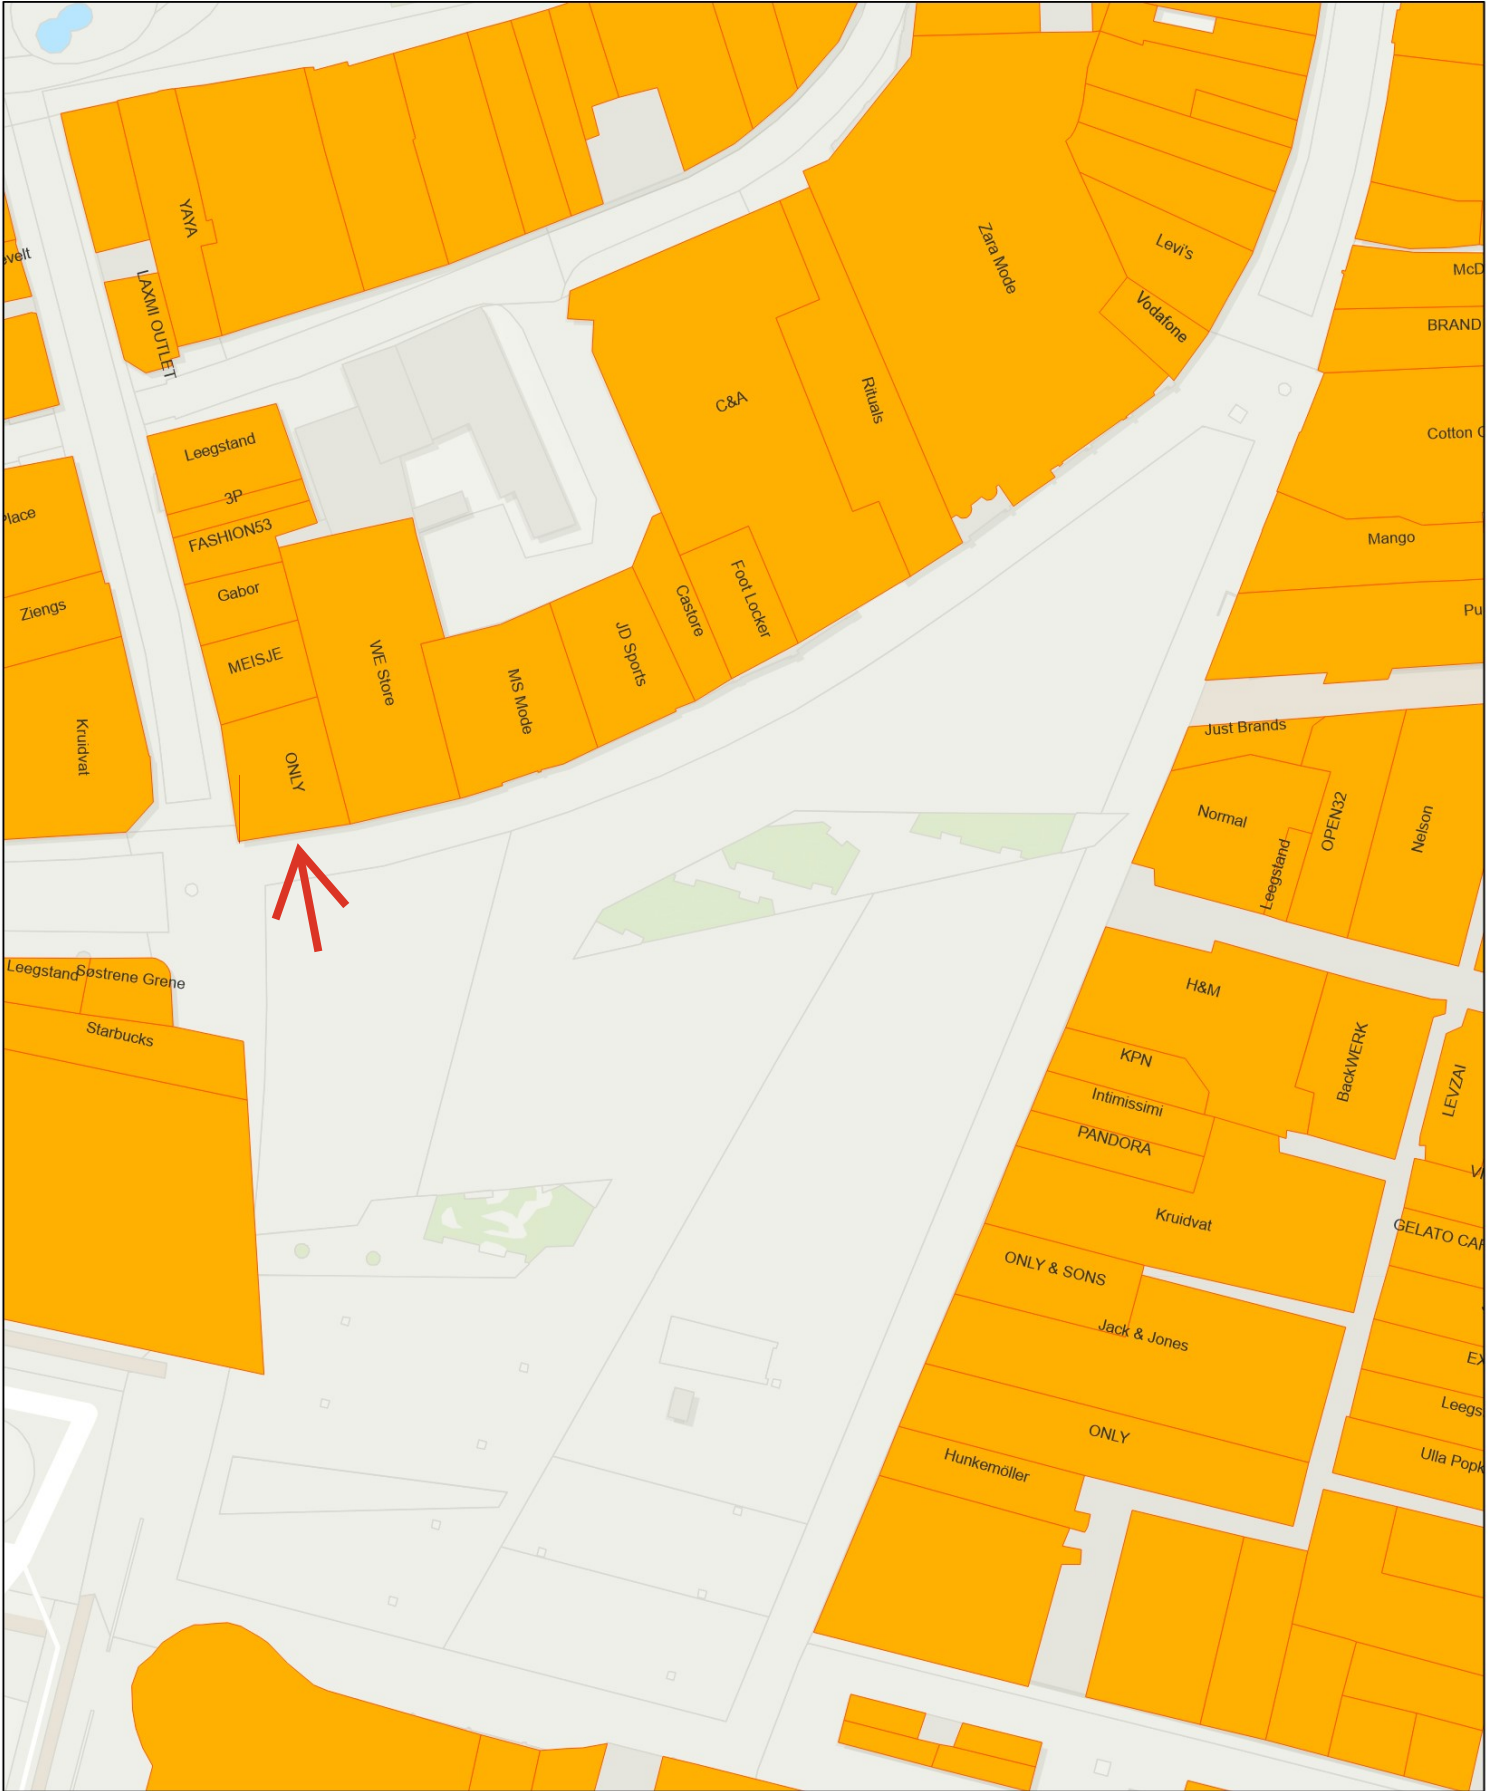 YAYA
LAXMI OUTLET
Zara Mode
Levi's
Vodafone
McD
BRAND
Cotton
C&A
Rituals
Leegstand
3P
FASHION53
Gabor
MEISJE
ONLY
WE Store
MS Mode
JD Sports
Castore
Foot Locker
evelt
Place
Ziengs
Kruidvat
Mango
Pu
Just Brands
Normal
Leegstand
OPEN32
Nelson
Leegstand
Søstrene Grene
Starbucks
H&M
KPN
Intimissimi
PANDORA
BackWERK
LEVZAI
Kruidvat
GELATO CAF
ONLY & SONS
Jack & Jones
ONLY
Hunkemöller
EX
Leegs
Ulla Popk